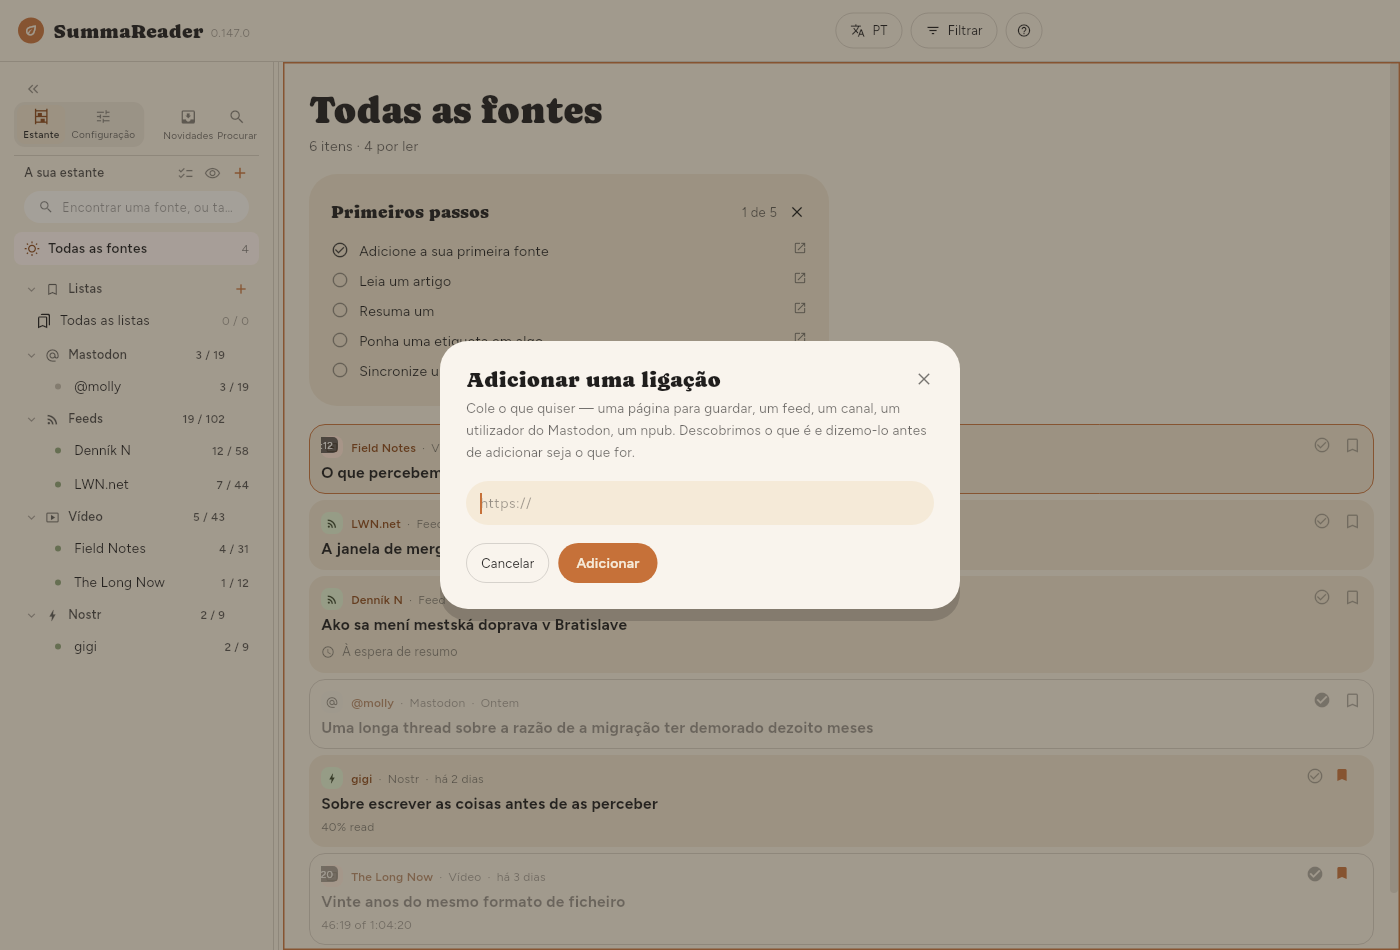 SummaReader 0.147.0
PT
Filtrar
Estante
Configuração
Novidades
Procurar
A sua estante
Encontrar uma fonte, ou ta...
Todas as fontes 4
Listas
Todas as listas 0 / 0
Mastodon 3 / 19
@molly 3 / 19
Feeds 19 / 102
Denník N 12 / 58
LWN.net 7 / 44
Vídeo 5 / 43
Field Notes 4 / 31
The Long Now 1 / 12
Nostr 2 / 9
gigi 2 / 9
Todas as fontes
6 itens · 4 por ler
Primeiros passos 1 de 5
Adicione a sua primeira fonte
Leia um artigo
Resuma um
Ponha uma etiqueta em algo
Sincronize u
Adicionar uma ligação
Cole o que quiser — uma página para guardar, um feed, um canal, um
utilizador do Mastodon, um npub. Descobrimos o que é e dizemo-lo antes
de adicionar seja o que for.
https://
Cancelar
Adicionar
:12 Field Notes · V
O que percebem
LWN.net · Feed
A janela de merg
Denník N · Feed
Ako sa mení mestská doprava v Bratislave
À espera de resumo
@molly · Mastodon · Ontem
Uma longa thread sobre a razão de a migração ter demorado dezoito meses
gigi · Nostr · há 2 dias
Sobre escrever as coisas antes de as perceber
40% read
20 The Long Now · Vídeo · há 3 dias
Vinte anos do mesmo formato de ficheiro
46:19 of 1:04:20